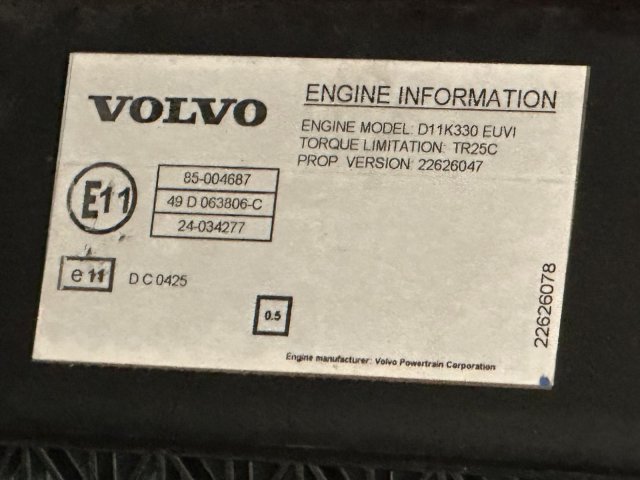 VOLVO
ENGINE INFORMATION
ENGINE MODEL: D11K330 EUVI
TORQUE LIMITATION: TR25C
PROP. VERSION: 22626047
E11
85-004687
49 D 063806-C
24-034277
e 11
D C 0425
0.5
Engine manufacturer: Volvo Powertrain Corporation
22626078